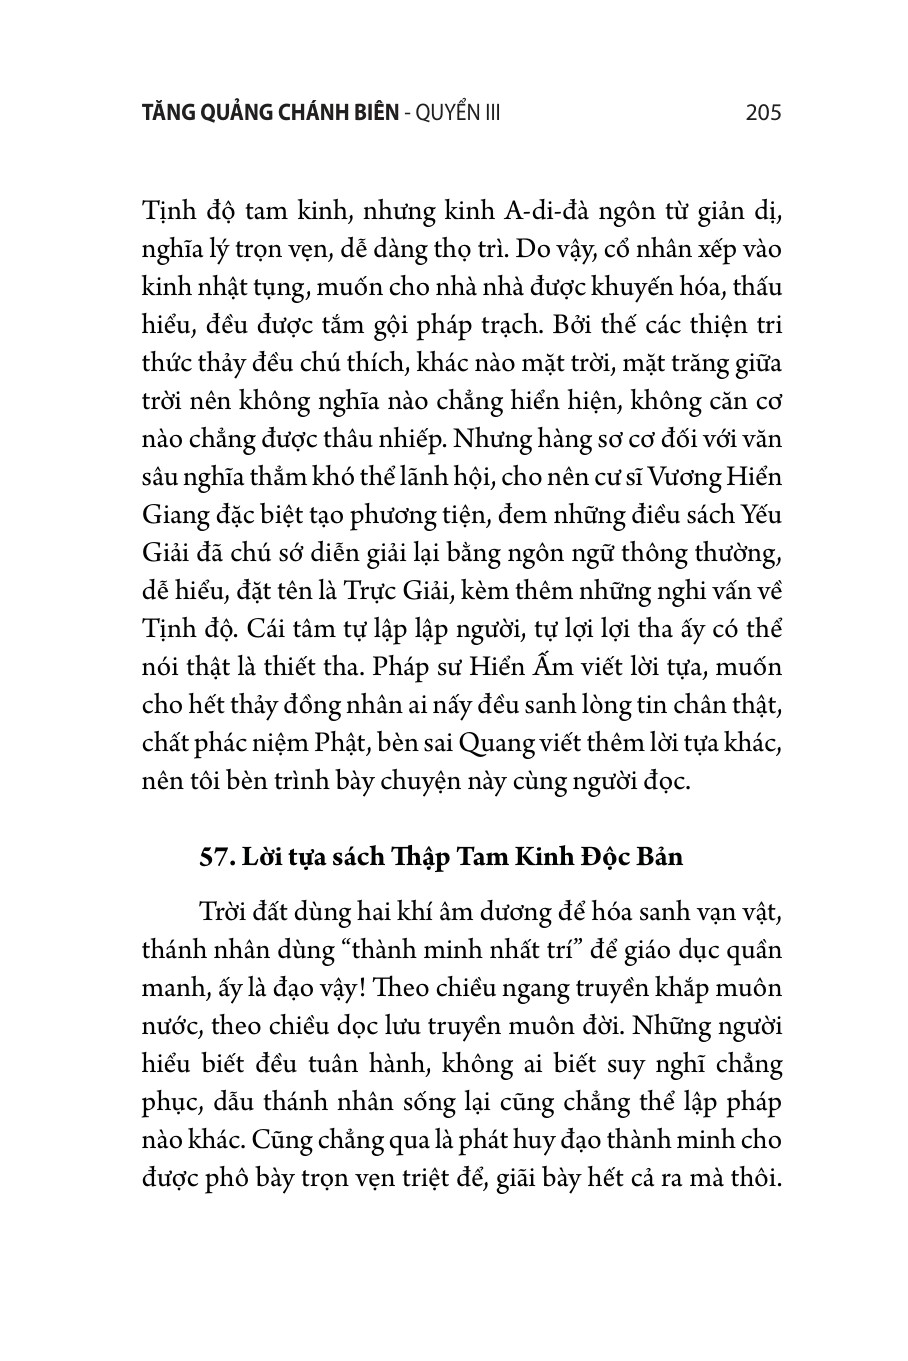 TĂNG QUẢNG CHÁNH BIÊN - QUYỂN III 205
Tịnh độ tam kinh, nhưng kinh A-di-đà ngôn từ giản dị,
nghĩa lý trọn vẹn, dễ dàng thọ trì. Do vậy, cổ nhân xếp vào
kinh nhật tụng, muốn cho nhà nhà được khuyến hóa, thấu
hiểu, đều được tắm gội pháp trạch. Bởi thế các thiện tri
thức thảy đều chú thích, khác nào mặt trời, mặt trăng giữa
trời nên không nghĩa nào chẳng hiển hiện, không căn cơ
nào chẳng được thâu nhiếp. Nhưng hàng sơ cơ đối với văn
sâu nghĩa thẳm khó thể lãnh hội, cho nên cư sĩ Vương Hiển
Giang đặc biệt tạo phương tiện, đem những điều sách Yếu
Giải đã chú sớ diễn giải lại bằng ngôn ngữ thông thường,
dễ hiểu, đặt tên là Trực Giải, kèm thêm những nghi vấn về
Tịnh độ. Cái tâm tự lập lập người, tự lợi lợi tha ấy có thể
nói thật là thiết tha. Pháp sư Hiển Ấm viết lời tựa, muốn
cho hết thảy đồng nhân ai nấy đều sanh lòng tin chân thật,
chất phác niệm Phật, bèn sai Quang viết thêm lời tựa khác,
nên tôi bèn trình bày chuyện này cùng người đọc.
57. Lời tựa sách Thập Tam Kinh Độc Bản
Trời đất dùng hai khí âm dương để hóa sanh vạn vật,
thánh nhân dùng “thành minh nhất trí” để giáo dục quần
manh, ấy là đạo vậy! Theo chiều ngang truyền khắp muôn
nước, theo chiều dọc lưu truyền muôn đời. Những người
hiểu biết đều tuân hành, không ai biết suy nghĩ chẳng
phục, dẫu thánh nhân sống lại cũng chẳng thể lập pháp
nào khác. Cũng chẳng qua là phát huy đạo thành minh cho
được phô bày trọn vẹn triệt để, giãi bày hết cả ra mà thôi.